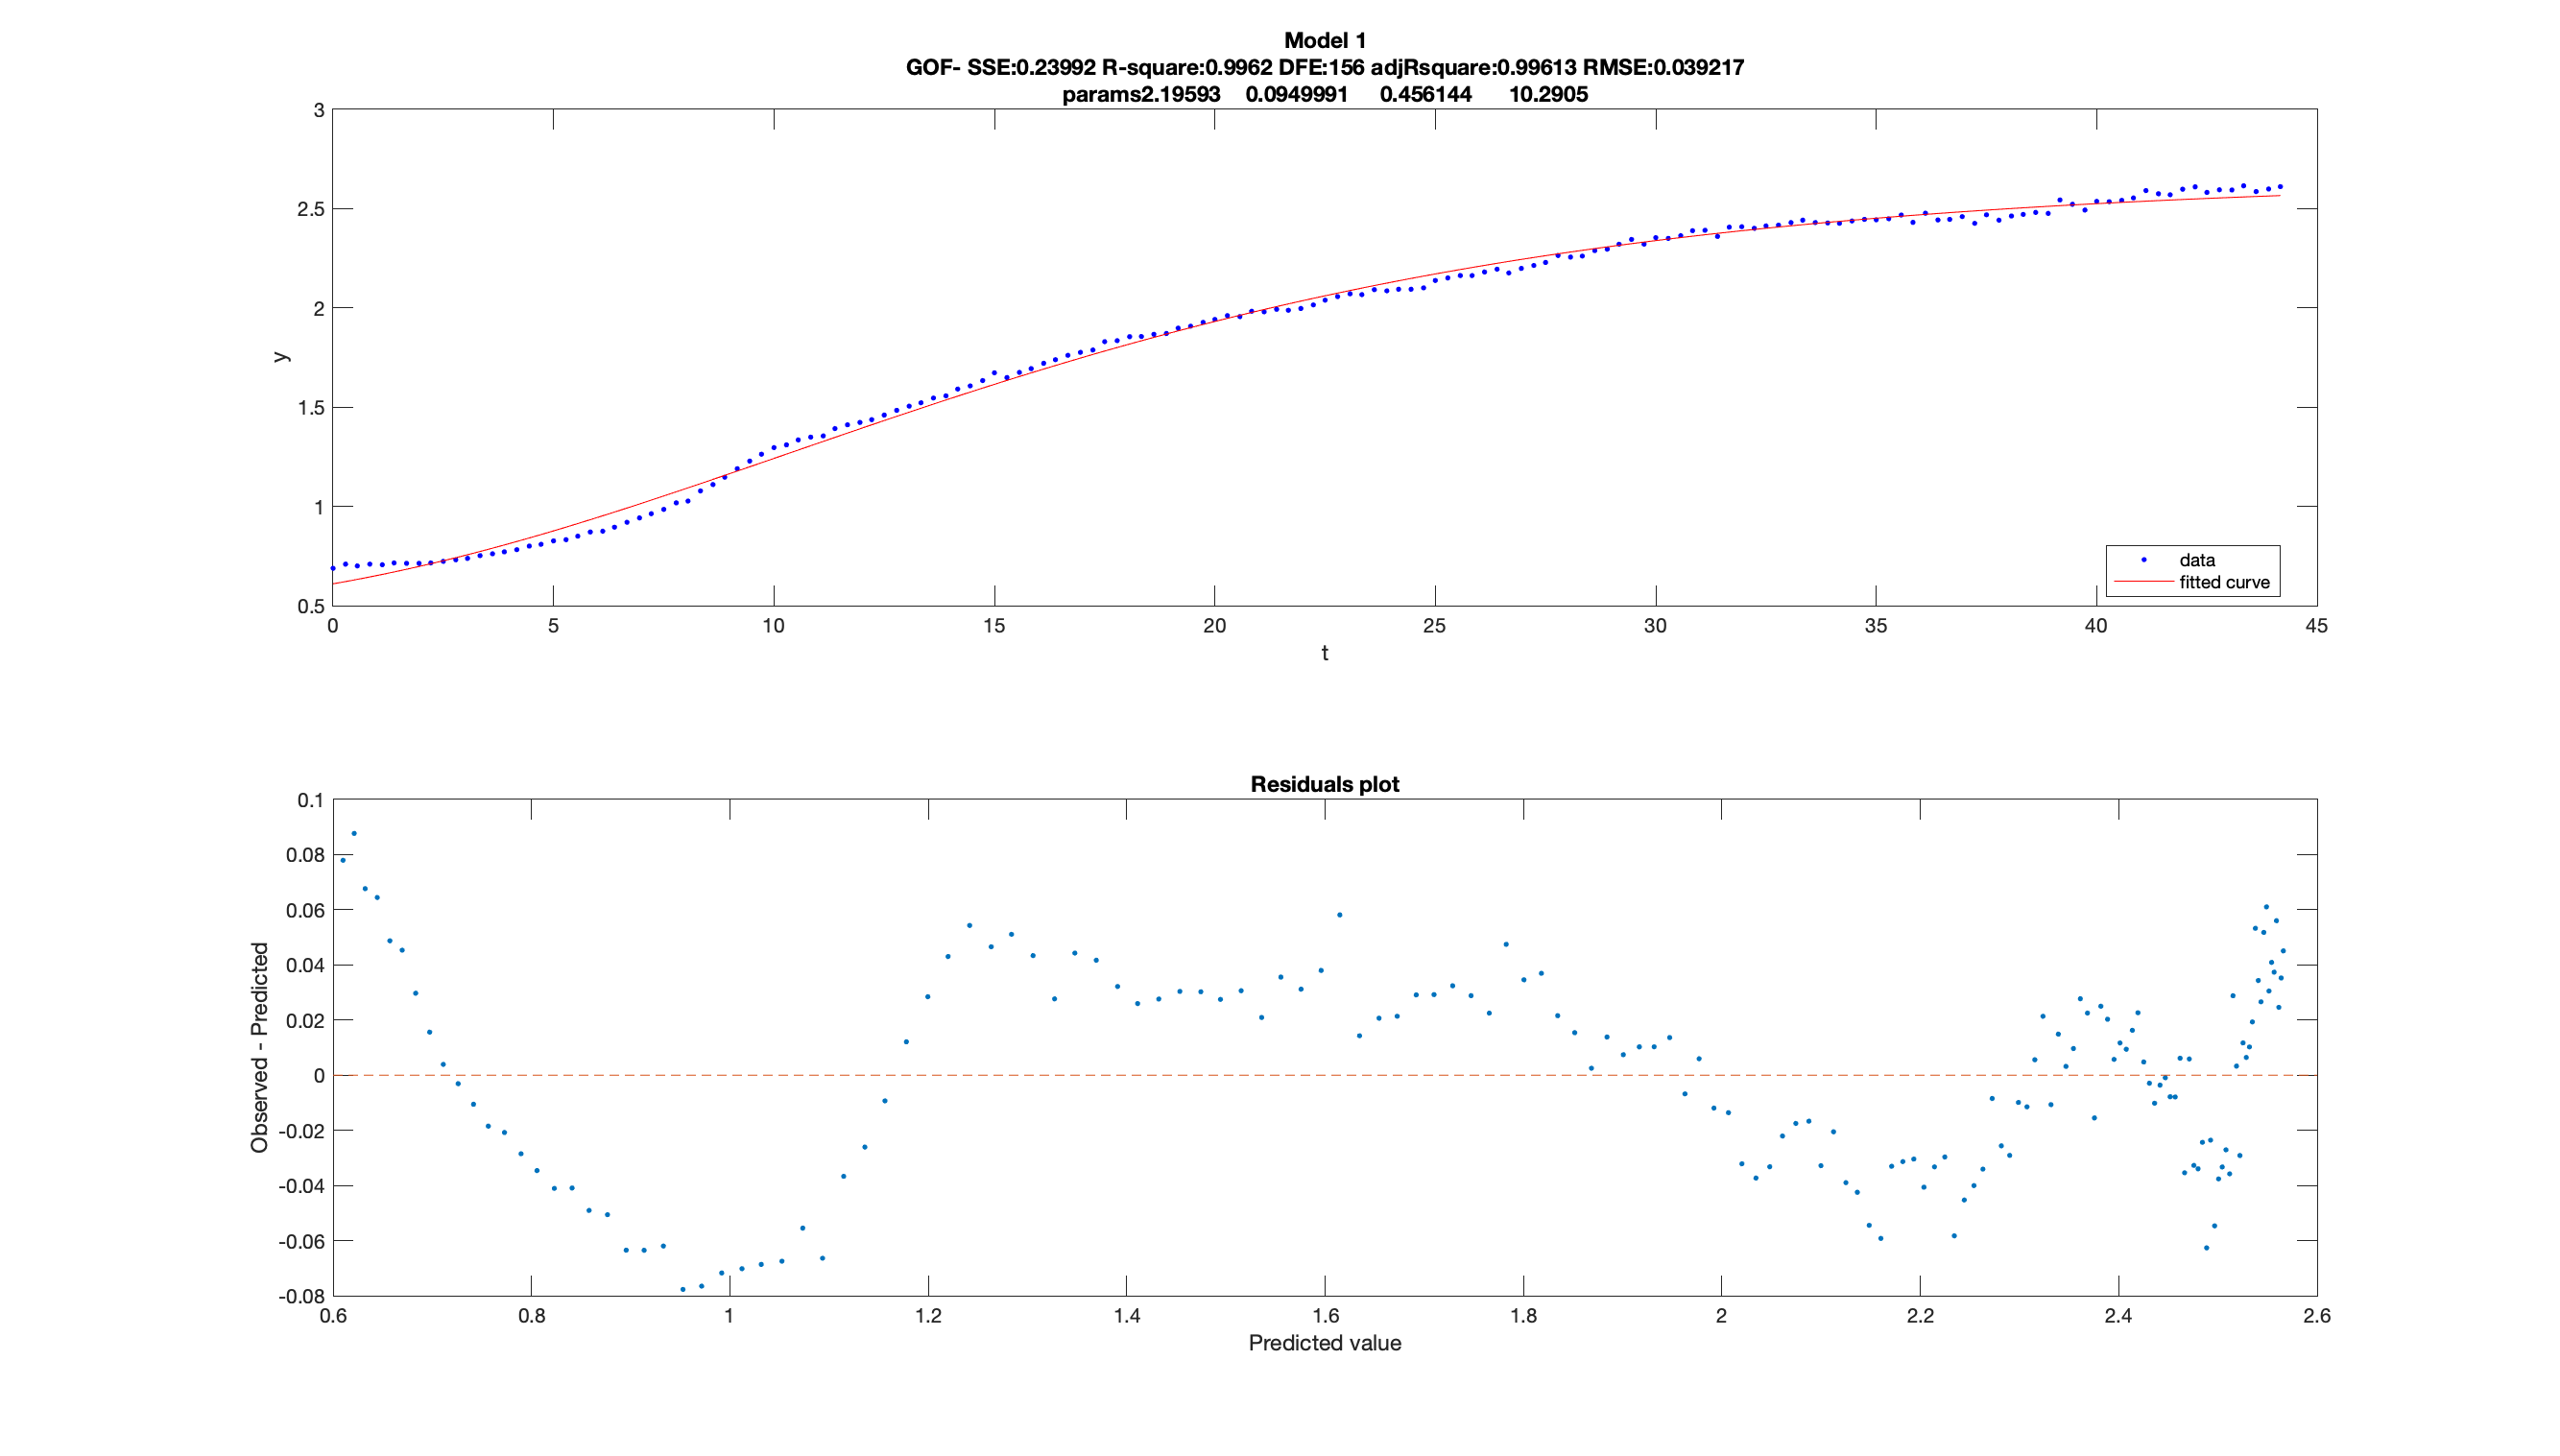 Model 1
GOF- SSE:0.23992 R-square:0.9962 DFE:156 adjRsquare:0.99613 RMSE:0.039217
params2.19593 0.0949991 0.456144 10.2905
3
2.5
2
1.5
1
0.5
y
0 5 10 15 20 25 30 35 40 45
t
data
fitted curve
Residuals plot
0.1
0.08
0.06
0.04
0.02
0
-0.02
-0.04
-0.06
-0.08
Observed - Predicted
0.6 0.8 1 1.2 1.4 1.6 1.8 2 2.2 2.4 2.6
Predicted value